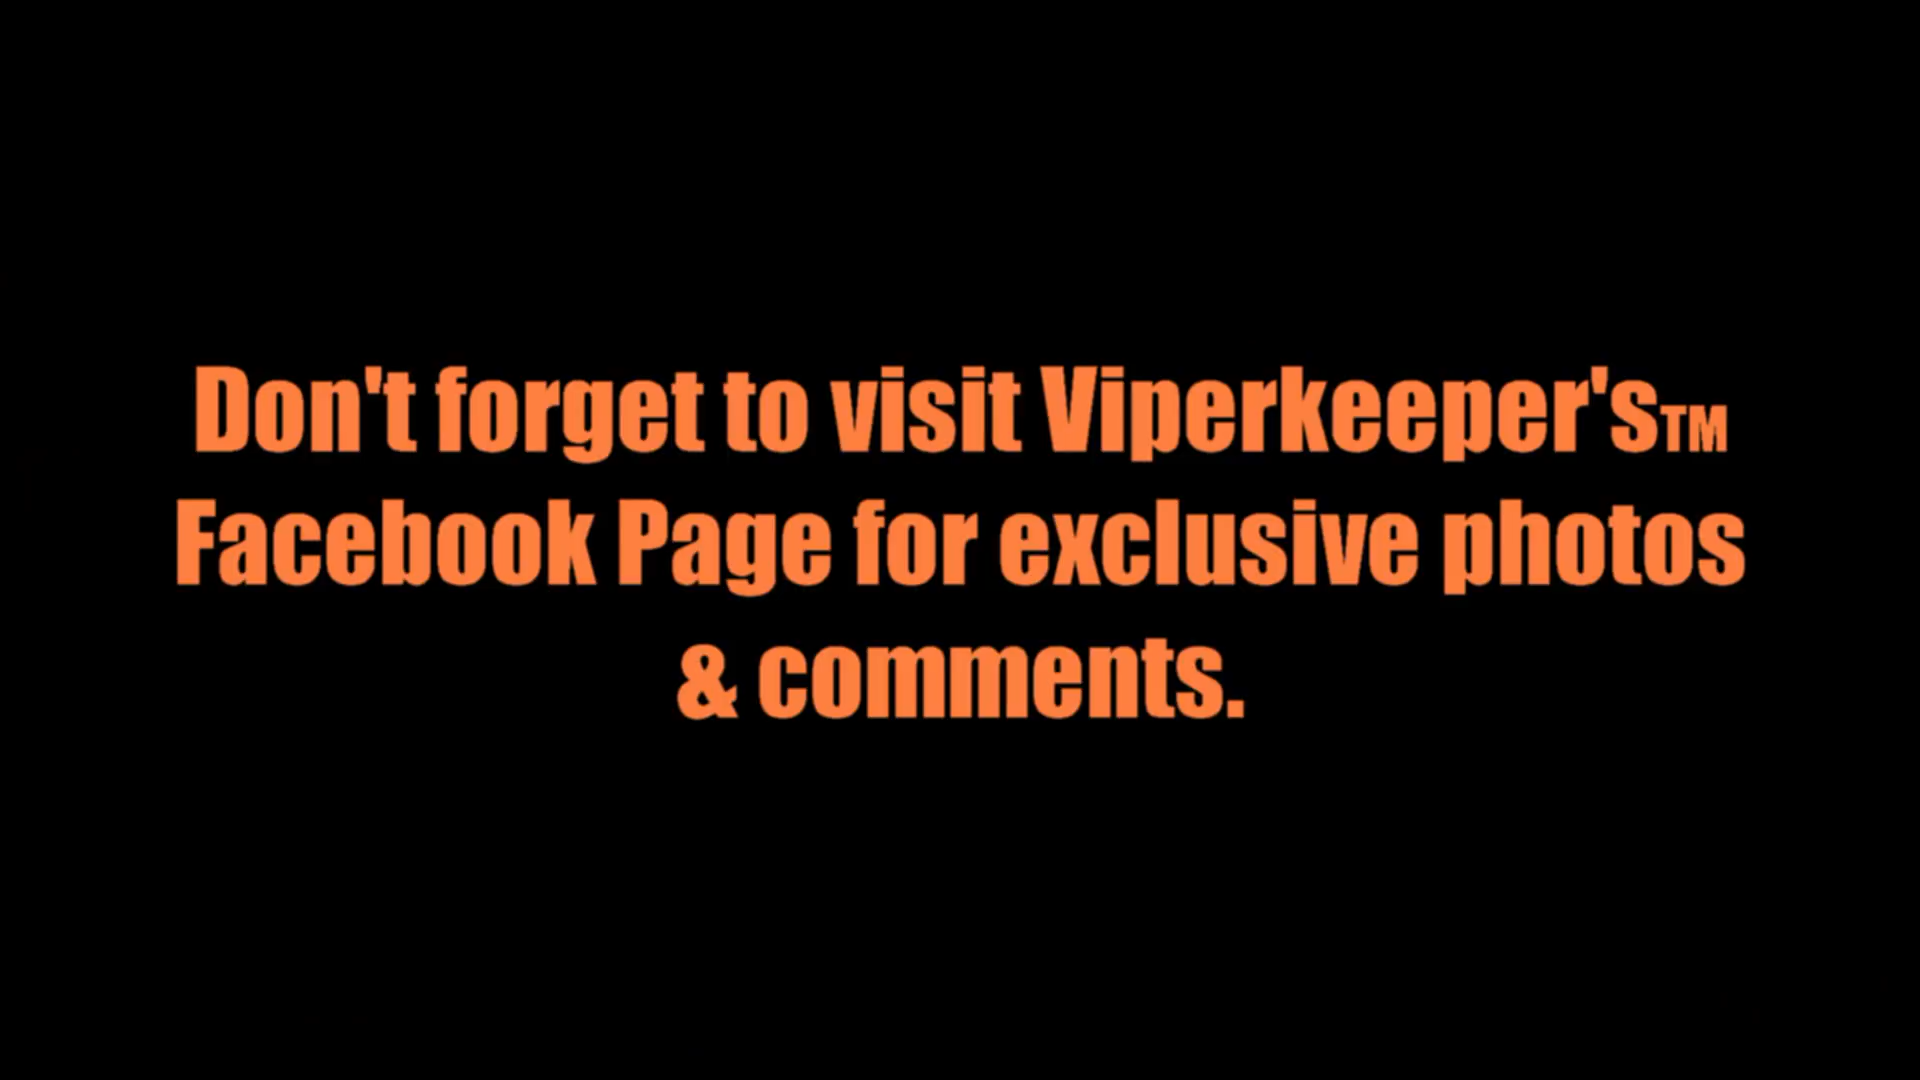 Don't forget to visit Viperkeeper's™
Facebook Page for exclusive photos
& comments.